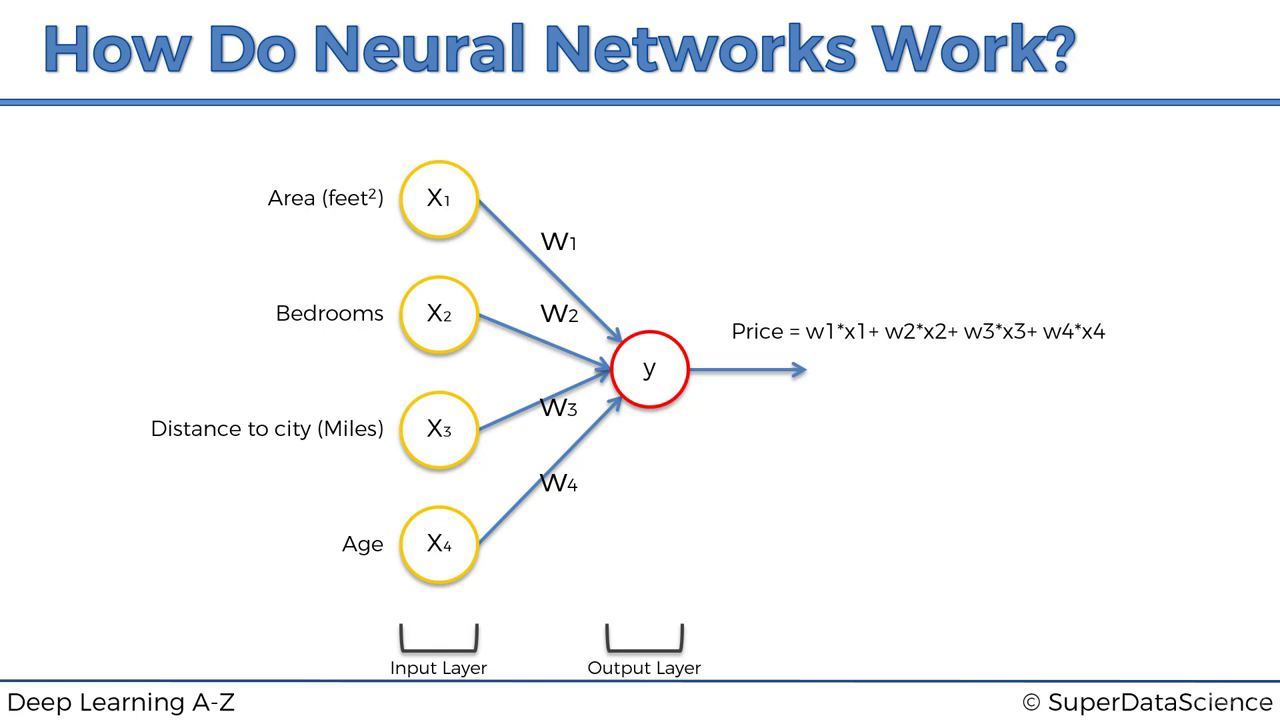 How Do Neural Networks Work?
Area (feet²)
X1
W1
Bedrooms
X2
W2
Price = w1*x1+ w2*x2+ w3*x3+ w4*x4
y
Distance to city (Miles)
X3
W3
Age
X4
W4
Input Layer
Output Layer
Deep Learning A-Z
© SuperDataScience